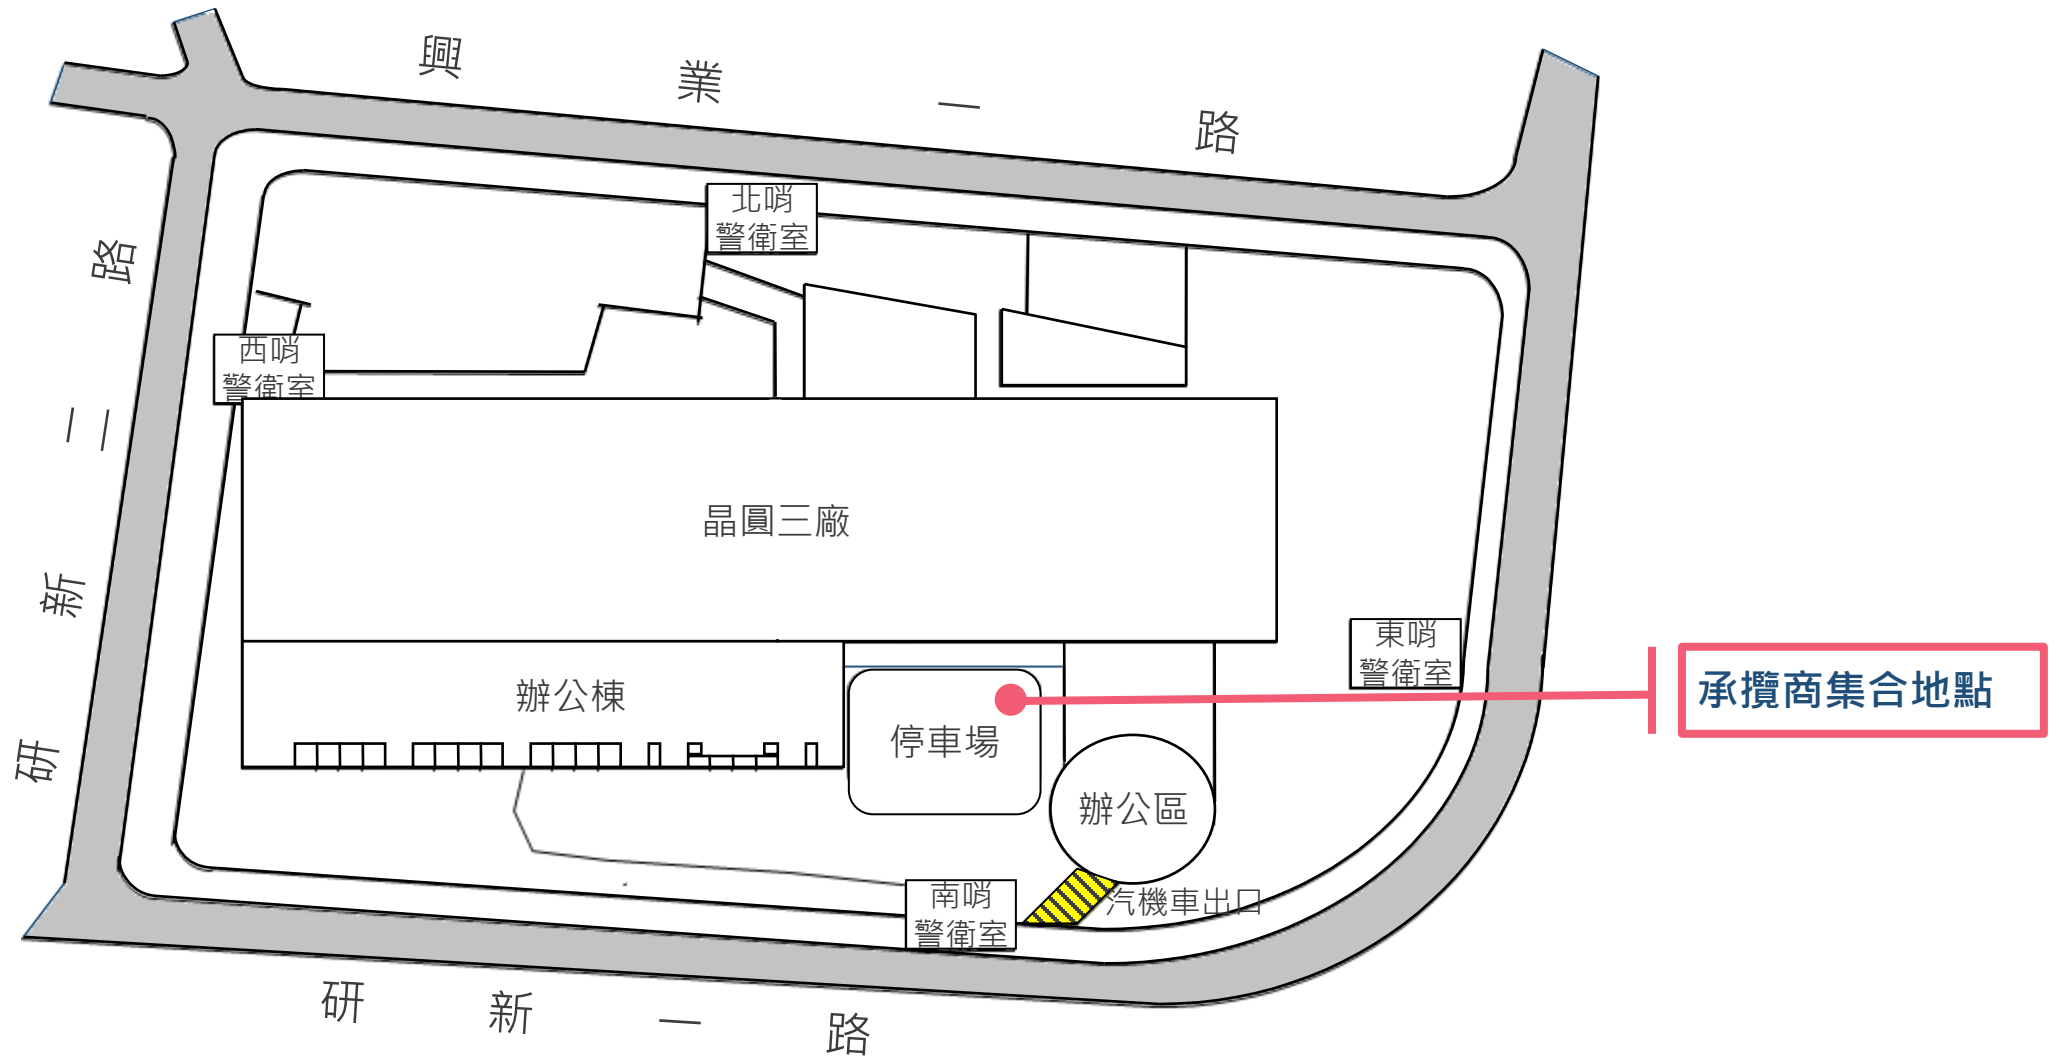 興業一路
北哨
警衛室
研新二路
西哨
警衛室
晶圓三廠
東哨
警衛室
承攬商集合地點
辦公棟
停車場
辦公區
南哨
警衛室
汽機車出口
研新一路